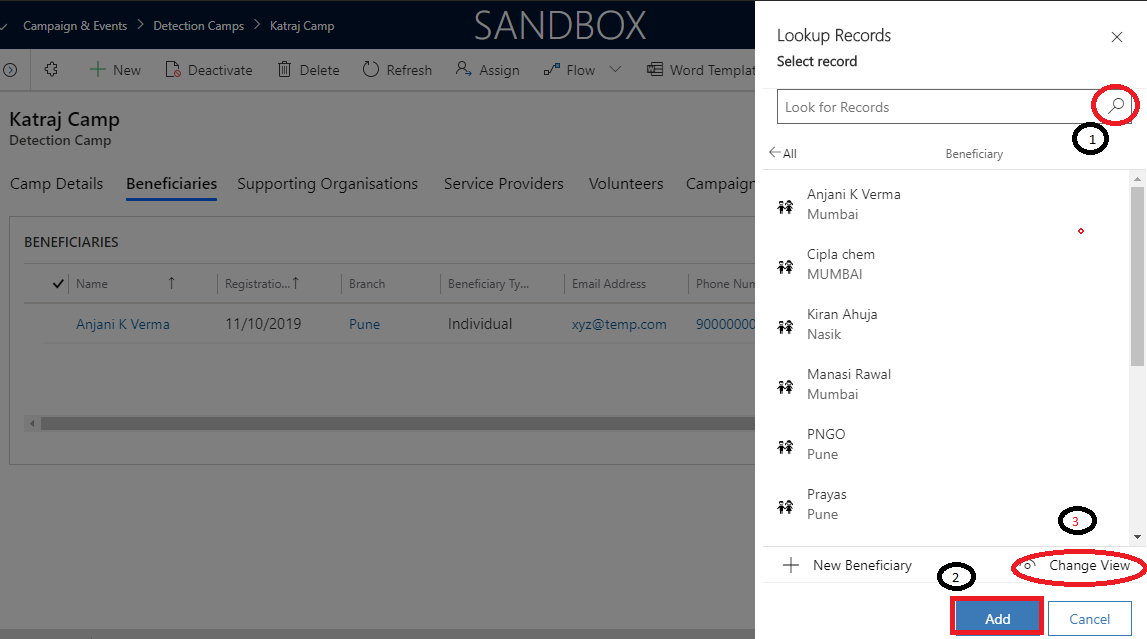 Campaign & Events > Detection Camps > Katraj Camp
SANDBOX
New Deactivate Delete Refresh Assign Flow Word Templat
Katraj Camp
Detection Camp
Camp Details Beneficiaries Supporting Organisations Service Providers Volunteers Campaign
BENEFICIARIES
Name Registratio... Branch Beneficiary Ty... Email Address Phone Num
Anjani K Verma 11/10/2019 Pune Individual xyz@temp.com 90000000
Lookup Records
Select record
Look for Records
1
All Beneficiary
Anjani K Verma
Mumbai
Cipla chem
MUMBAI
Kiran Ahuja
Nasik
Manasi Rawal
Mumbai
PNGO
Pune
Prayas
Pune
3
New Beneficiary Change View
2
Add Cancel